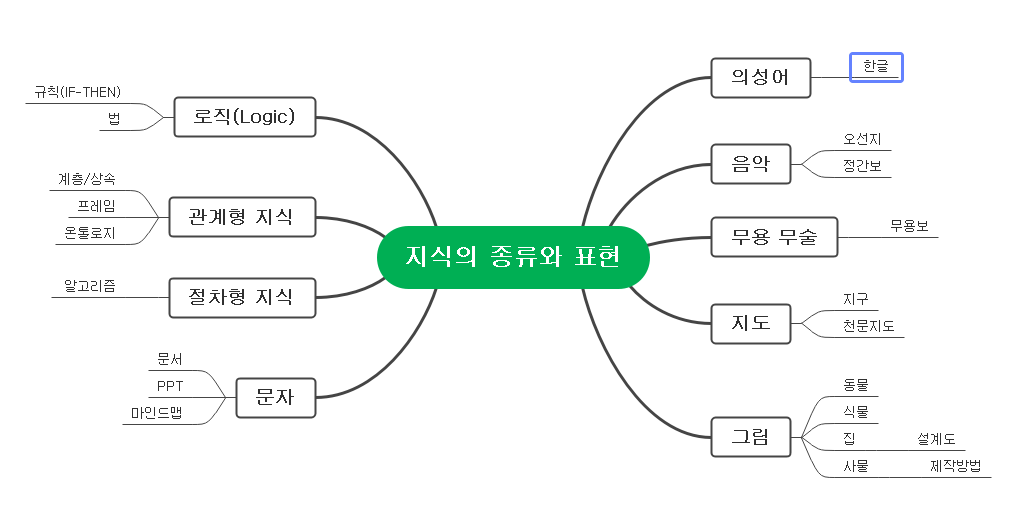 지식의 종류와 표현
로직(Logic)
규칙(IF-THEN)
법
관계형 지식
계층/상속
프레임
온톨로지
절차형 지식
알고리즘
문자
문서
PPT
마인드맵
의성어
한글
음악
오선지
정간보
무용 무술
무용보
지도
지구
천문지도
그림
동물
식물
집
설계도
사물
제작방법